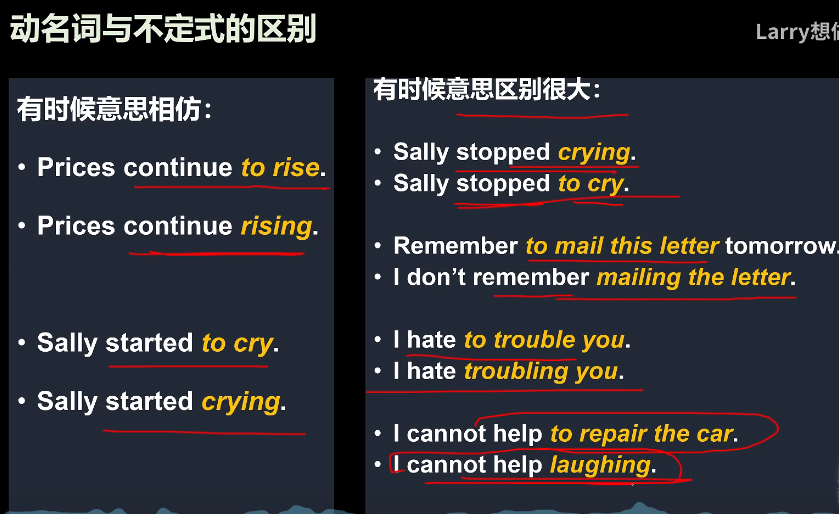 动名词与不定式的区别
Larry想
有时候意思相仿：
• Prices continue to rise.
• Prices continue rising.
• Sally started to cry.
• Sally started crying.
有时候意思区别很大：
• Sally stopped crying.
• Sally stopped to cry.
• Remember to mail this letter tomorrow.
• I don’t remember mailing the letter.
• I hate to trouble you.
• I hate troubling you.
• I cannot help to repair the car.
• I cannot help laughing.